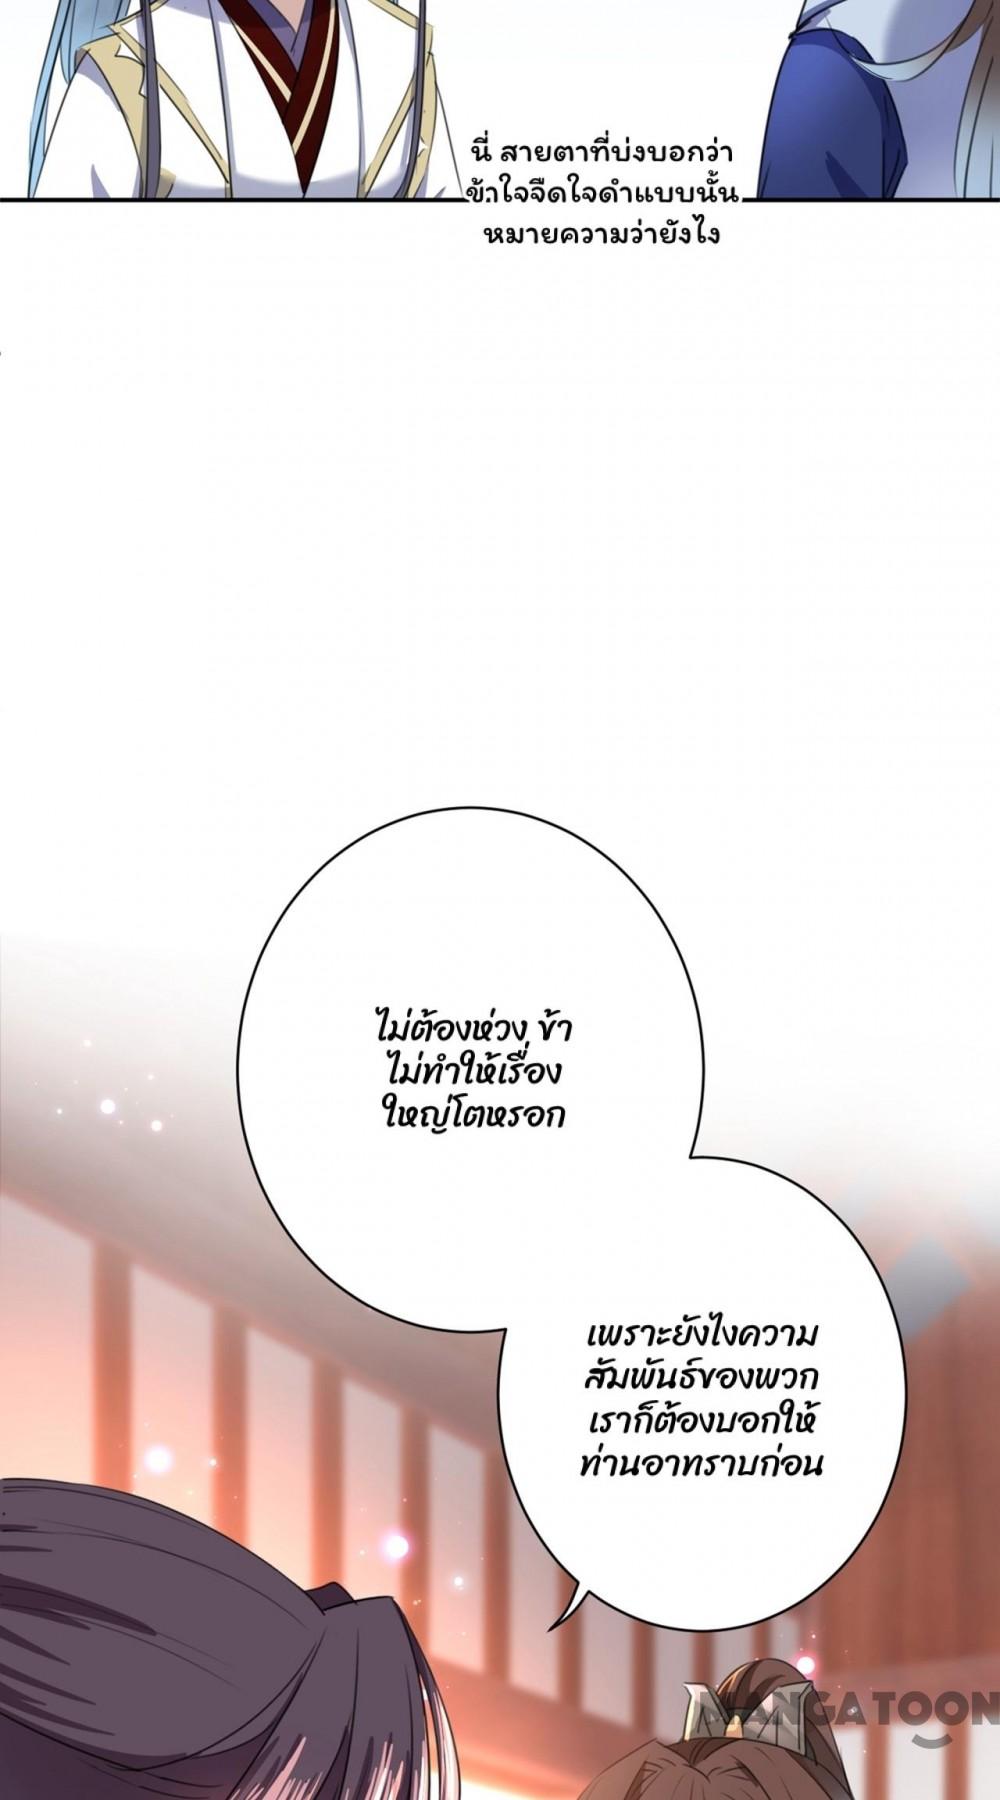 นี่ สายตาที่บ่งบอกว่า
ข้าใจจืดใจดำแบบนั้น
หมายความว่ายังไง
ไม่ต้องห่วง ข้า
ไม่ทำให้เรื่อง
ใหญ่โตหรอก
เพราะยังไงความ
สัมพันธ์ของพวก
เราก็ต้องบอกให้
ท่านอาทราบก่อน
MANGATOON